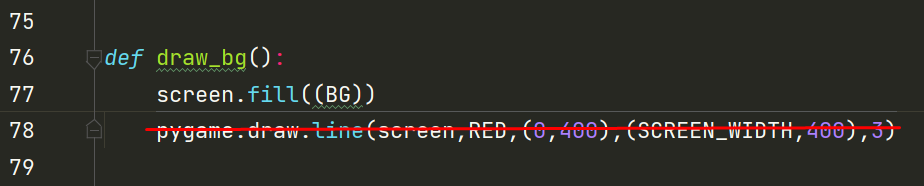 75
76 def draw_bg():
77 screen.fill((BG))
78 pygame.draw.line(screen,RED,(0,400),(SCREEN_WIDTH,400),3)
79